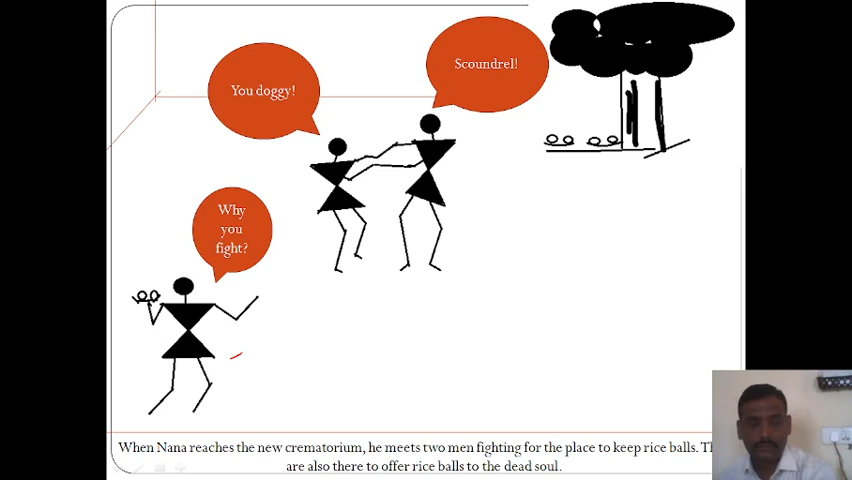 You doggy!
Scoundrel!
Why
you
fight?
When Nana reaches the new crematorium, he meets two men fighting for the place to keep rice balls.
are also there to offer rice balls to the dead soul.